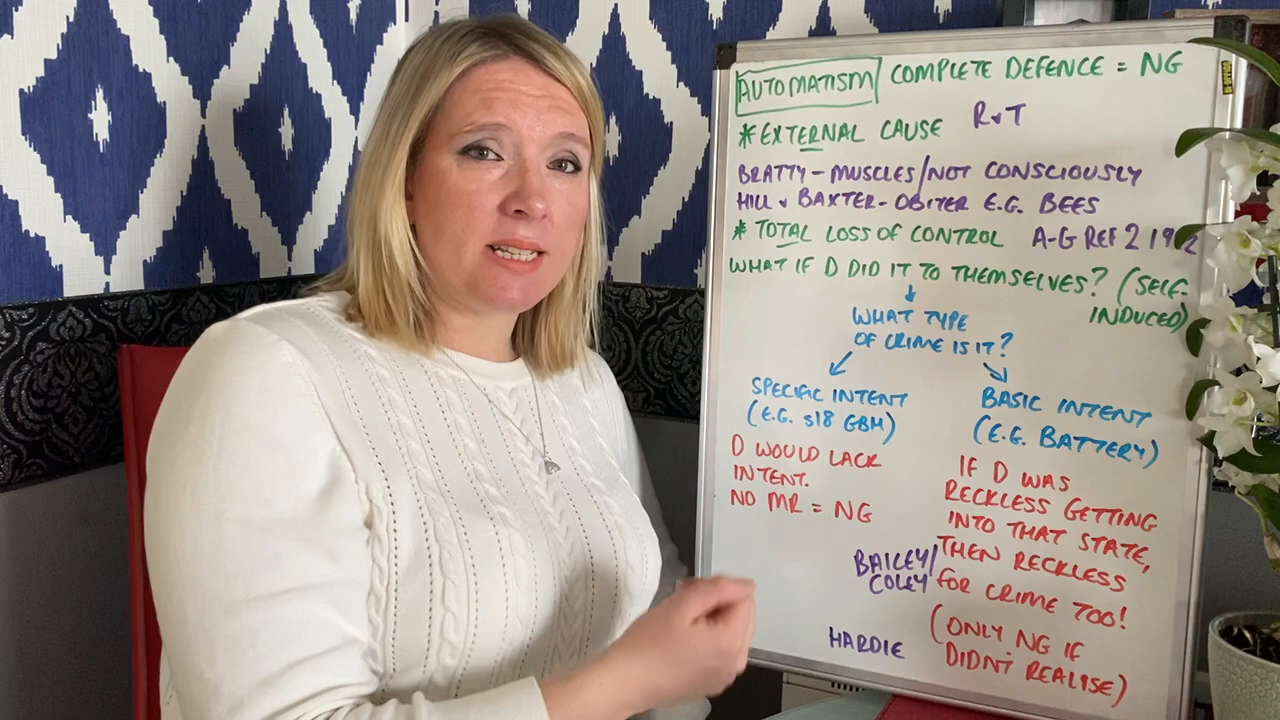 AUTOMATISM COMPLETE DEFENCE = NG
* EXTERNAL CAUSE R v T
BRATTY - MUSCLES/NOT CONSCIOUSLY
HILL v BAXTER - OBITER E.G. BEES
* TOTAL LOSS OF CONTROL A-G REF 2 1992
WHAT IF D DID IT TO THEMSELVES? (SELF-
INDUCED)
WHAT TYPE
OF CRIME IS IT?
SPECIFIC INTENT
(E.G. S18 GBH)
D WOULD LACK
INTENT.
NO MR = NG
BASIC INTENT
(E.G. BATTERY)
IF D WAS
RECKLESS GETTING
INTO THAT STATE,
THEN RECKLESS
FOR CRIME TOO!
(ONLY NG IF
DIDN'T REALISE)
BAILEY/
COLEY
HARDIE